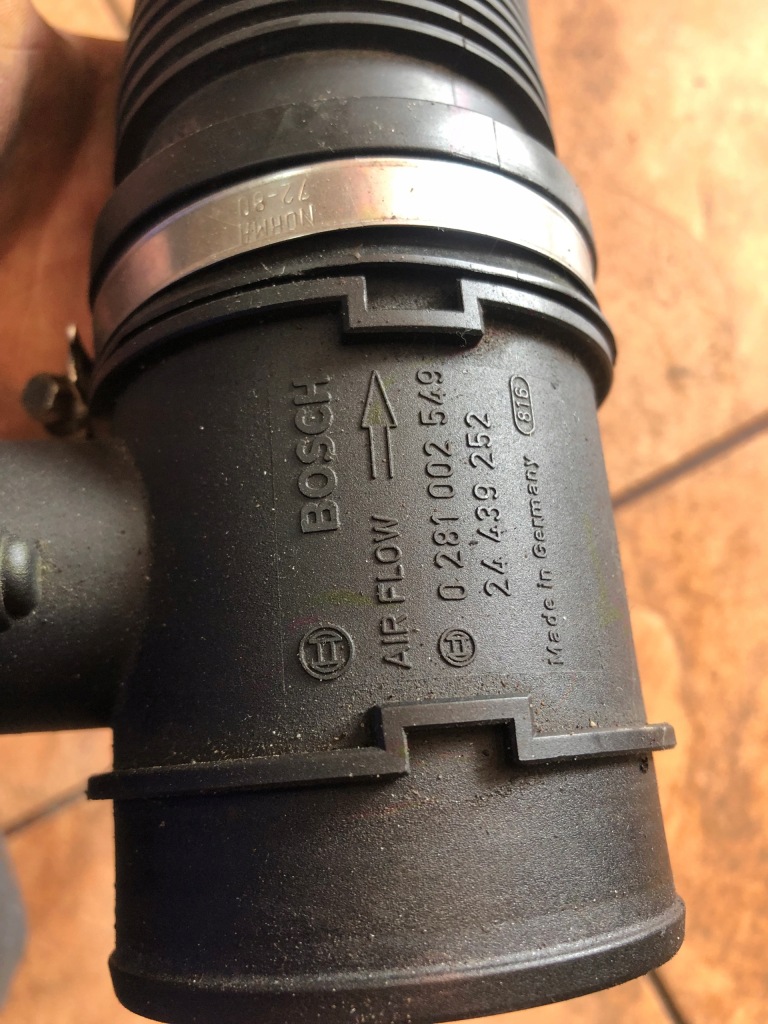 NORMA
72-80
BOSCH
AIR FLOW
0 281 002 549
24 439 252
Made in Germany
816